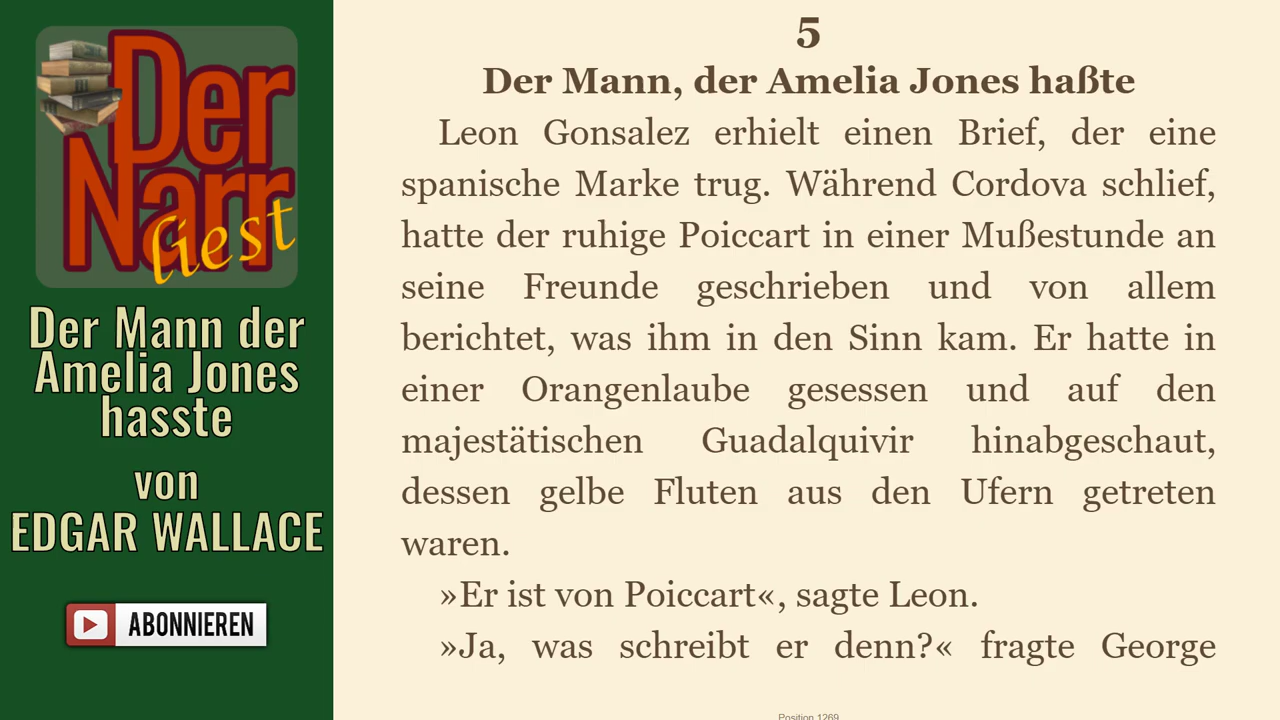 Der
Narr
liest
Der Mann der
Amelia Jones
hasste
von
EDGAR WALLACE
ABONNIEREN
5
Der Mann, der Amelia Jones haßte
Leon Gonsalez erhielt einen Brief, der eine
spanische Marke trug. Während Cordova schlief,
hatte der ruhige Poiccart in einer Mußestunde an
seine Freunde geschrieben und von allem
berichtet, was ihm in den Sinn kam. Er hatte in
einer Orangenlaube gesessen und auf den
majestätischen Guadalquivir hinabgeschaut,
dessen gelbe Fluten aus den Ufern getreten
waren.
»Er ist von Poiccart«, sagte Leon.
»Ja, was schreibt er denn?« fragte George
Position 1269